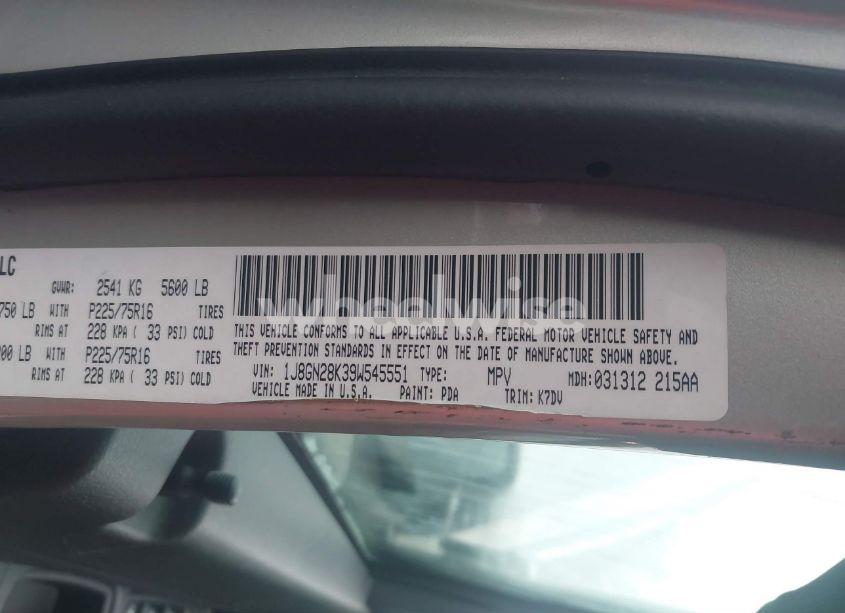 LC
GVWR: 2541 KG 5600 LB
750 LB WITH P225/75R16 TIRES
RIMS AT 228 KPA ( 33 PSI) COLD
00 LB WITH P225/75R16 TIRES
RIMS AT 228 KPA ( 33 PSI) COLD
wheelwise
THIS VEHICLE CONFORMS TO ALL APPLICABLE U.S.A. FEDERAL MOTOR VEHICLE SAFETY AND
THEFT PREVENTION STANDARDS IN EFFECT ON THE DATE OF MANUFACTURE SHOWN ABOVE.
VIN: 1J8GN28K39W545551 TYPE: MPV MDH:031312 215AA
VEHICLE MADE IN U.S.A. PAINT: PDA TRIM: K7DV